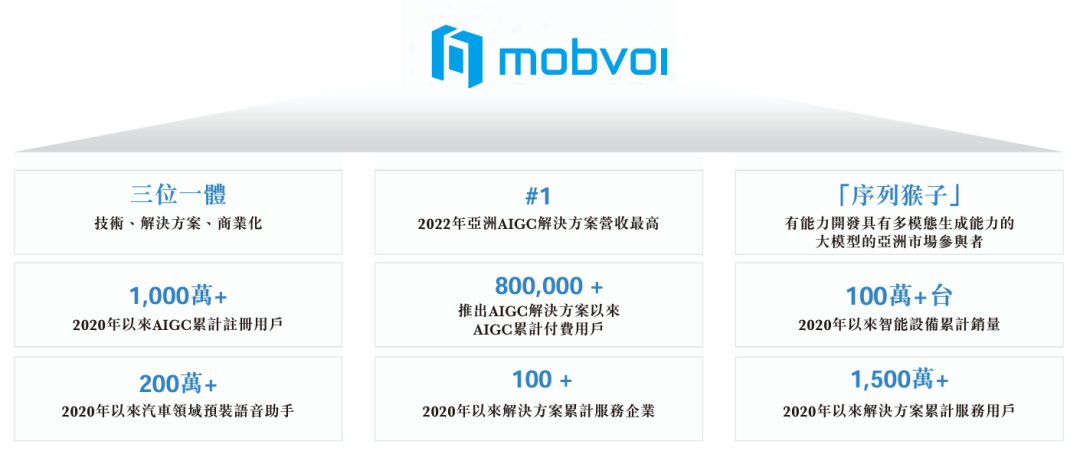 mobvoi
三位一體
技術、解決方案、商業化
#1
2022年亞洲AIGC解決方案營收最高
「序列猴子」
有能力開發具有多模態生成能力的
大模型的亞洲市場參與者
1,000萬+
2020年以來AIGC累計註冊用戶
800,000 +
推出AIGC解決方案以來
AIGC累計付費用戶
100萬+台
2020年以來智能設備累計銷量
200萬+
2020年以來汽車領域預裝語音助手
100 +
2020年以來解決方案累計服務企業
1,500萬+
2020年以來解決方案累計服務用戶